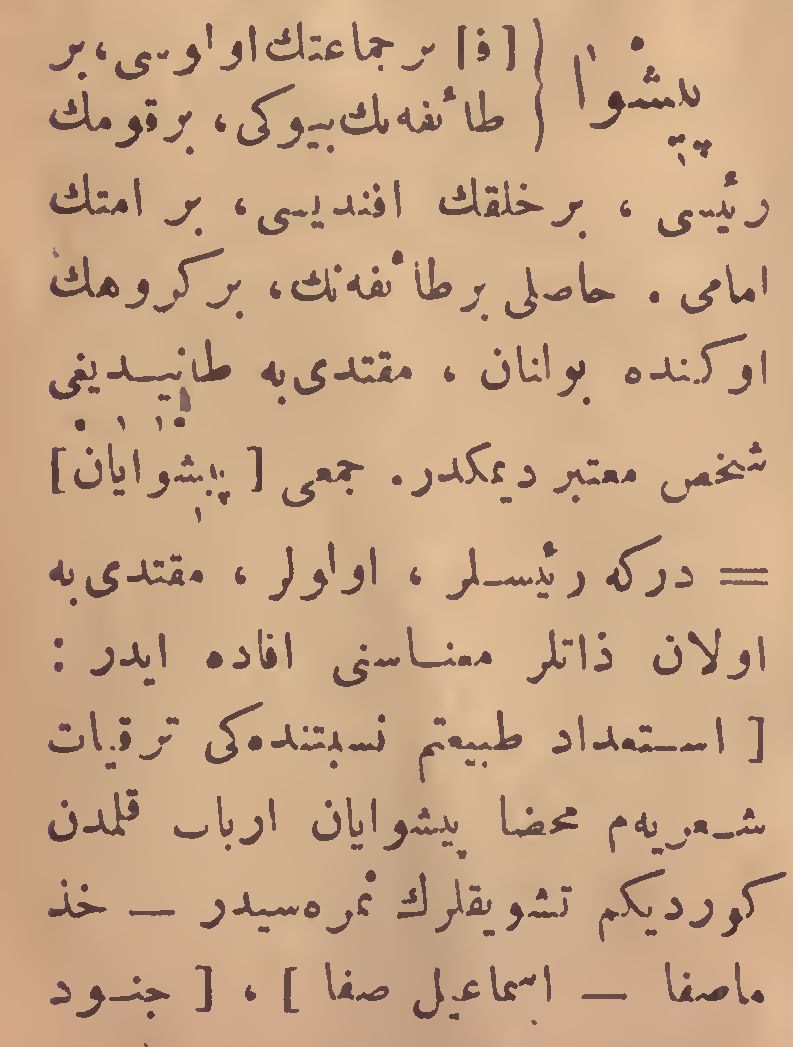 پیشوا { [ ف ] بر جماعتك اولوسی، بر
طائفه‌نك بیوكی، بر قومك
رئیسی ، بر خلقك افندیسی، بر امتك
امامی . حاصلی بر طائفه‌نك، بر كروهك
اوكنده بولنان ، مقتدی‌به طانیدیغی
شخص معتبر دیمكدر. جمعی [ پیشوایان ]
= دركه رئیسلر ، اولولر ، مقتدی‌به
اولان ذاتلر معناسنی افاده ایدر :
[ استعداد طبیعتم نسبتنده‌كی ترقیات
شعریه‌م محضا پیشوایان ارباب قلمدن
كوردیكم تشویقلرك ثمره‌سیدر — خذ
ماصفا — اسماعیل صفا ] ، [ جنود